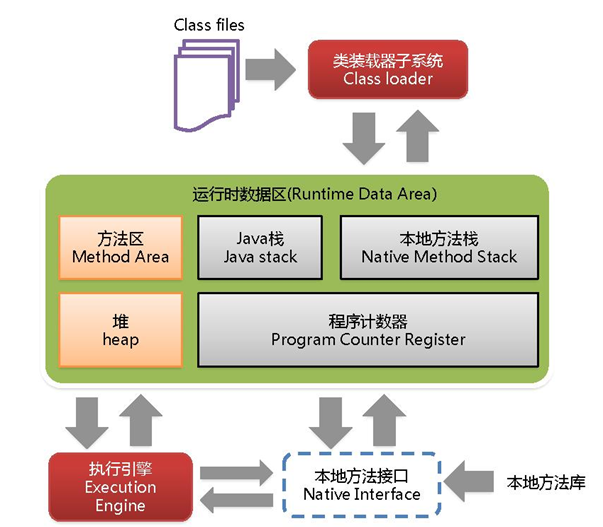 Class files
类装载器子系统
Class loader
运行时数据区(Runtime Data Area)
方法区
Method Area
Java栈
Java stack
本地方法栈
Native Method Stack
堆
heap
程序计数器
Program Counter Register
执行引擎
Execution
Engine
本地方法接口
Native Interface
本地方法库